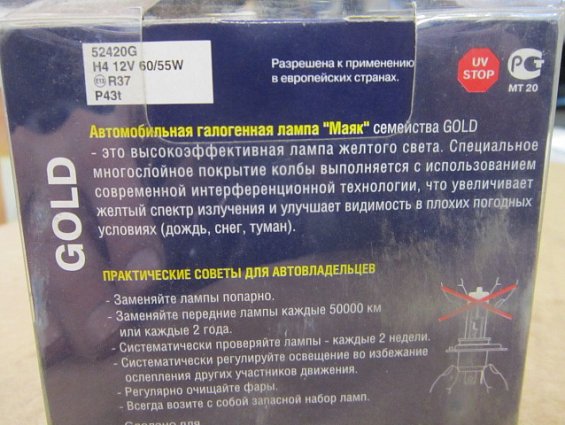 52420G
H4 12V 60/55W
R37
P43t
Разрешена к применению
в европейских странах.
UV
STOP
РС
МТ 20
GOLD
Автомобильная галогенная лампа "Маяк" семейства GOLD
- это высокоэффективная лампа желтого света. Специальное
многослойное покрытие колбы выполняется с использованием
современной интерференционной технологии, что увеличивает
желтый спектр излучения и улучшает видимость в плохих погодных
условиях (дождь, снег, туман).
ПРАКТИЧЕСКИЕ СОВЕТЫ ДЛЯ АВТОВЛАДЕЛЬЦЕВ
- Заменяйте лампы попарно.
- Заменяйте передние лампы каждые 50000 км
или каждые 2 года.
- Систематически проверяйте лампы - каждые 2 недели.
- Систематически регулируйте освещение во избежание
ослепления других участников движения.
- Регулярно очищайте фары.
- Всегда возите с собой запасной набор ламп.